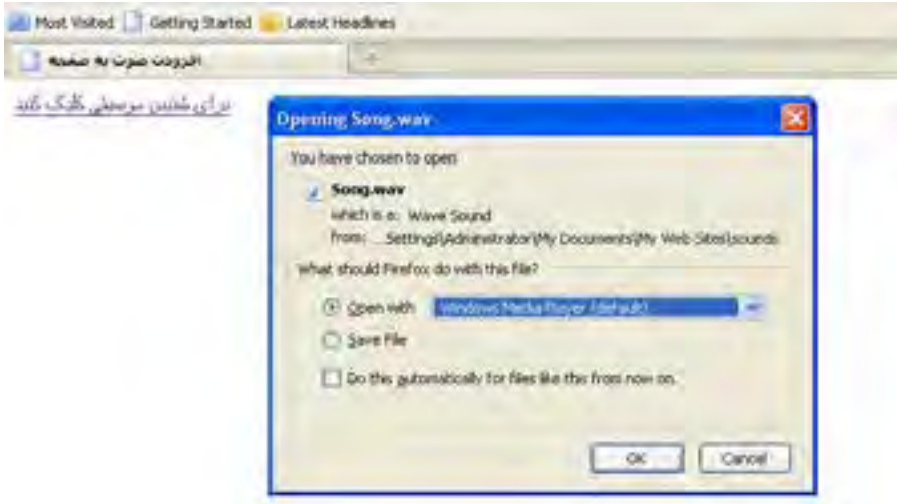 Most Visited Getting Started Latest Headlines
افزودن صوت به صفحه
برای شنیدن موسیقی کلیک کنید
Opening Song.wav
You have chosen to open
Song.wav
which is a: Wave Sound
from: ...Settings\Administrator\My Documents\My Web Sites\sounds
What should Firefox do with this file?
Open with Windows Media Player (default)
Save File
Do this automatically for files like this from now on.
OK Cancel